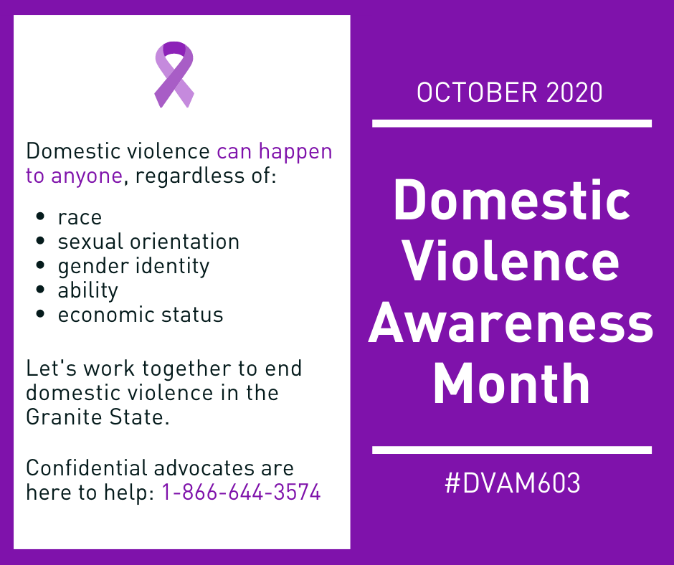 Domestic violence can happen
to anyone, regardless of:
• race
• sexual orientation
• gender identity
• ability
• economic status
Let's work together to end
domestic violence in the
Granite State.
Confidential advocates are
here to help: 1-866-644-3574
OCTOBER 2020
Domestic
Violence
Awareness
Month
#DVAM603